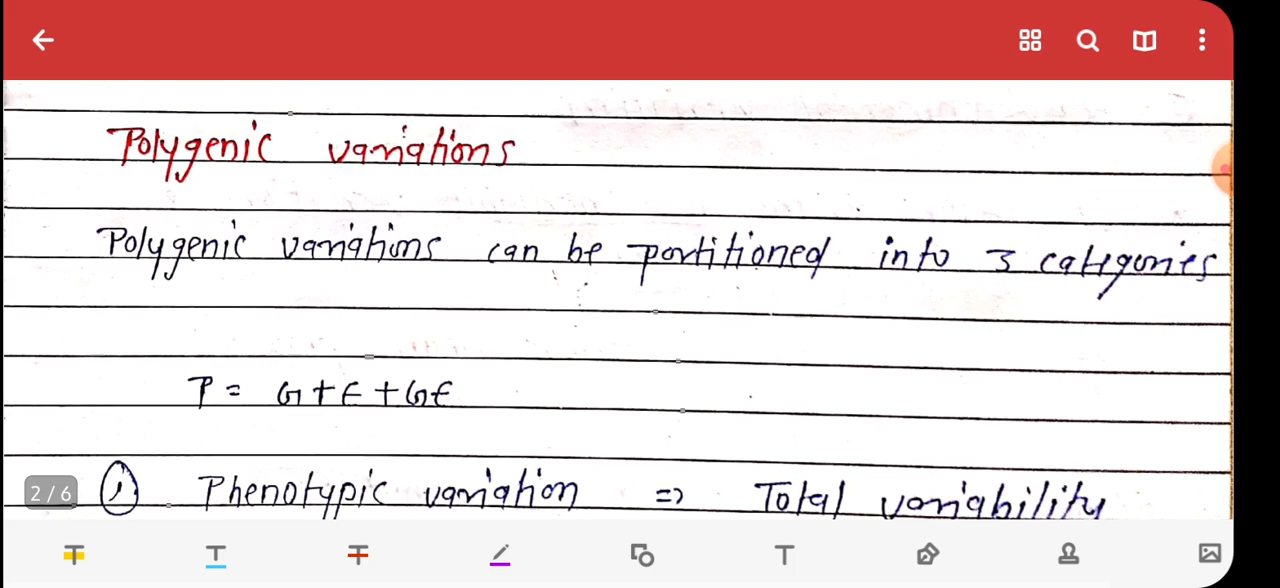 Polygenic variations
Polygenic variations can be partitioned into 3 categories
P = G + E + GE
① Phenotypic variation => Total variability
2 / 6